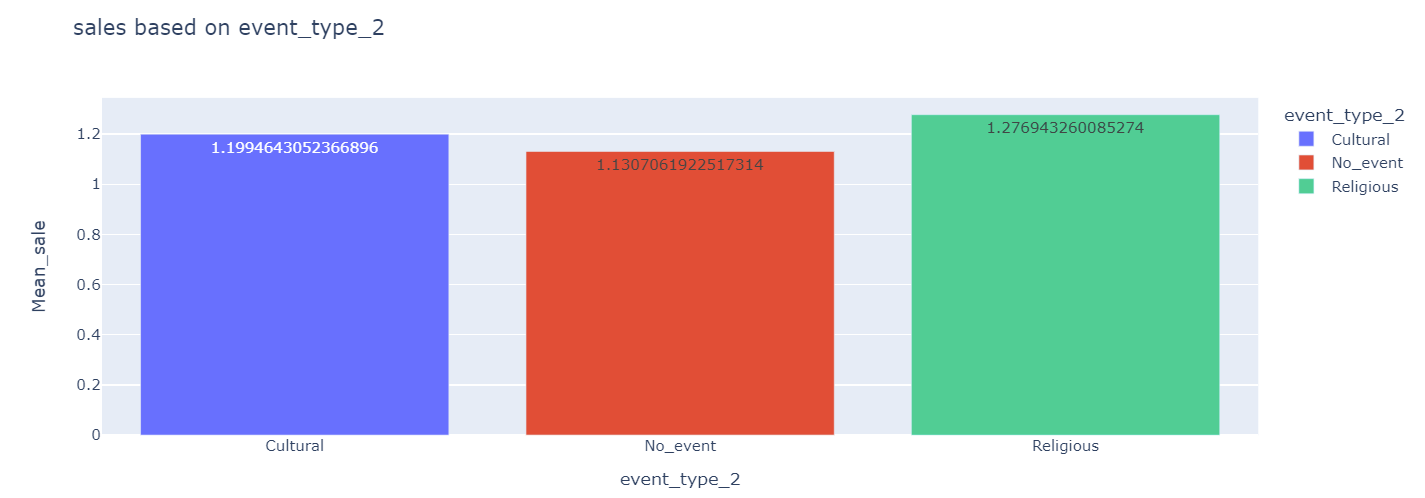 sales based on event_type_2
Mean_sale
1.2
1
0.8
0.6
0.4
0.2
0
1.1994643052366896
1.1307061922517314
1.276943260085274
Cultural
No_event
Religious
event_type_2
event_type_2
Cultural
No_event
Religious